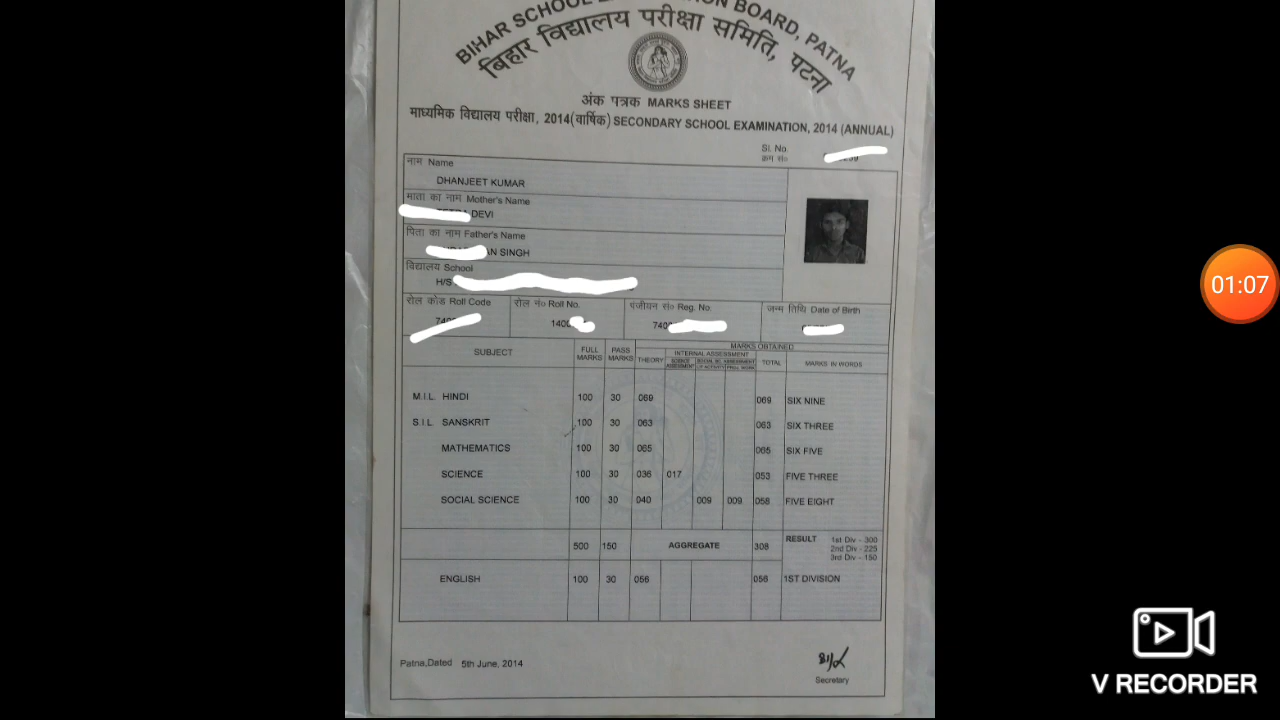 BIHAR SCHOOL BOARD, PATNA
बिहार विद्यालय परीक्षा समिति, पटना
अंक पत्रक MARKS SHEET
माध्यमिक विद्यालय परीक्षा, 2014(वार्षिक) SECONDARY SCHOOL EXAMINATION, 2014 (ANNUAL)
Sl. No.
क्रम सं०
नाम Name
DHANJEET KUMAR
माता का नाम Mother's Name
DEVI
पिता का नाम Father's Name
SINGH
विद्यालय School
H/S
रोल कोड Roll Code रोल नं० Roll No. पंजीयन सं० Reg. No. जन्म तिथि Date of Birth
SUBJECT FULL MARKS PASS MARKS MARKS OBTAINED
THEORY INTERNAL ASSESSMENT TOTAL MARKS IN WORDS
SCIENCE ASSESSMENT
M.I.L. HINDI 100 30 069 069 SIX NINE
S.I.L. SANSKRIT 100 30 063 063 SIX THREE
MATHEMATICS 100 30 065 065 SIX FIVE
SCIENCE 100 30 036 017 053 FIVE THREE
SOCIAL SCIENCE 100 30 040 009 009 058 FIVE EIGHT
500 150 AGGREGATE 308 RESULT 1st Div - 300
2nd Div - 225
3rd Div - 150
ENGLISH 100 30 056 056 1ST DIVISION
Patna,Dated 5th June, 2014
Secretary
01:07
V RECORDER